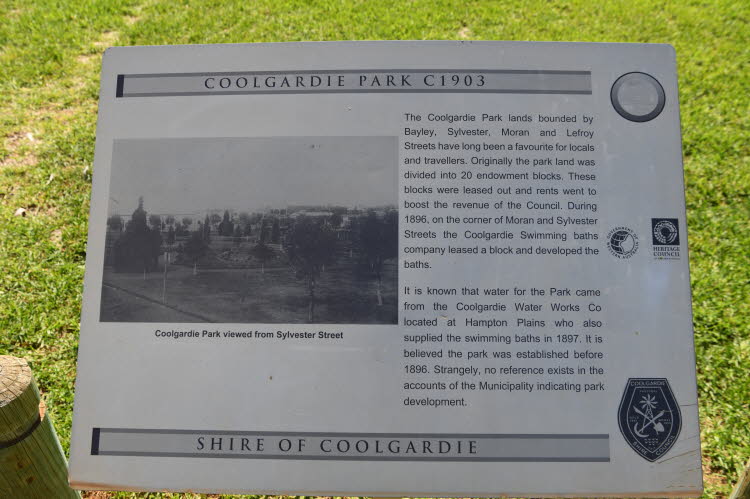 COOLGARDIE PARK C1903
The Coolgardie Park lands bounded by
Bayley, Sylvester, Moran and Lefroy
Streets have long been a favourite for locals
and travellers. Originally the park land was
divided into 20 endowment blocks. These
blocks were leased out and rents went to
boost the revenue of the Council. During
1896, on the corner of Moran and Sylvester
Streets the Coolgardie Swimming baths
company leased a block and developed the
baths.
It is known that water for the Park came
from the Coolgardie Water Works Co
located at Hampton Plains who also
supplied the swimming baths in 1897. It is
believed the park was established before
1896. Strangely, no reference exists in the
accounts of the Municipality indicating park
development.
Coolgardie Park viewed from Sylvester Street
HERITAGE
COUNCIL
COOLGARDIE
SHIRE OF COOLGARDIE